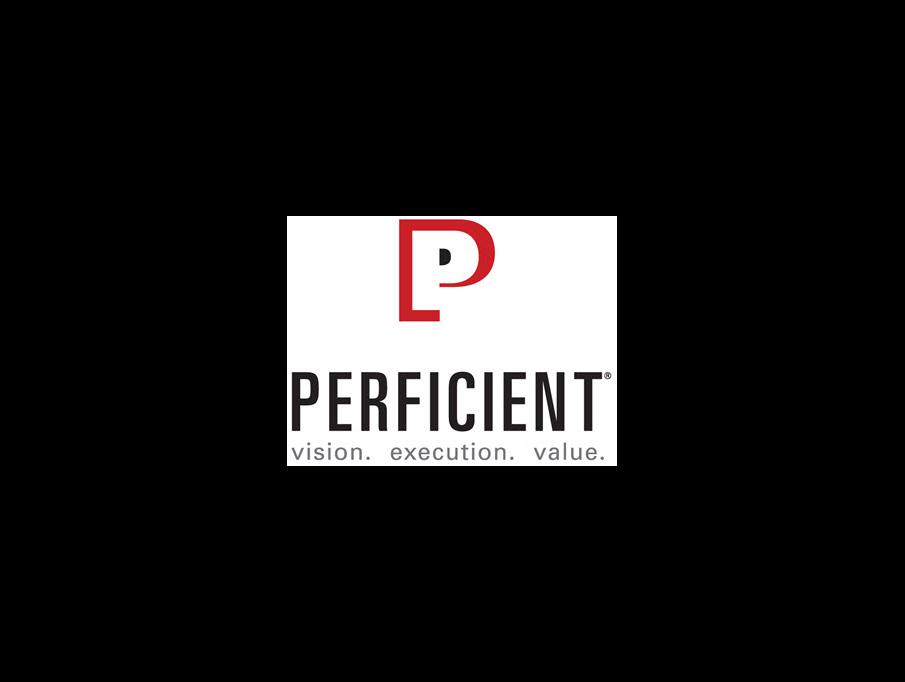 P
PERFICIENT®
vision. execution. value.